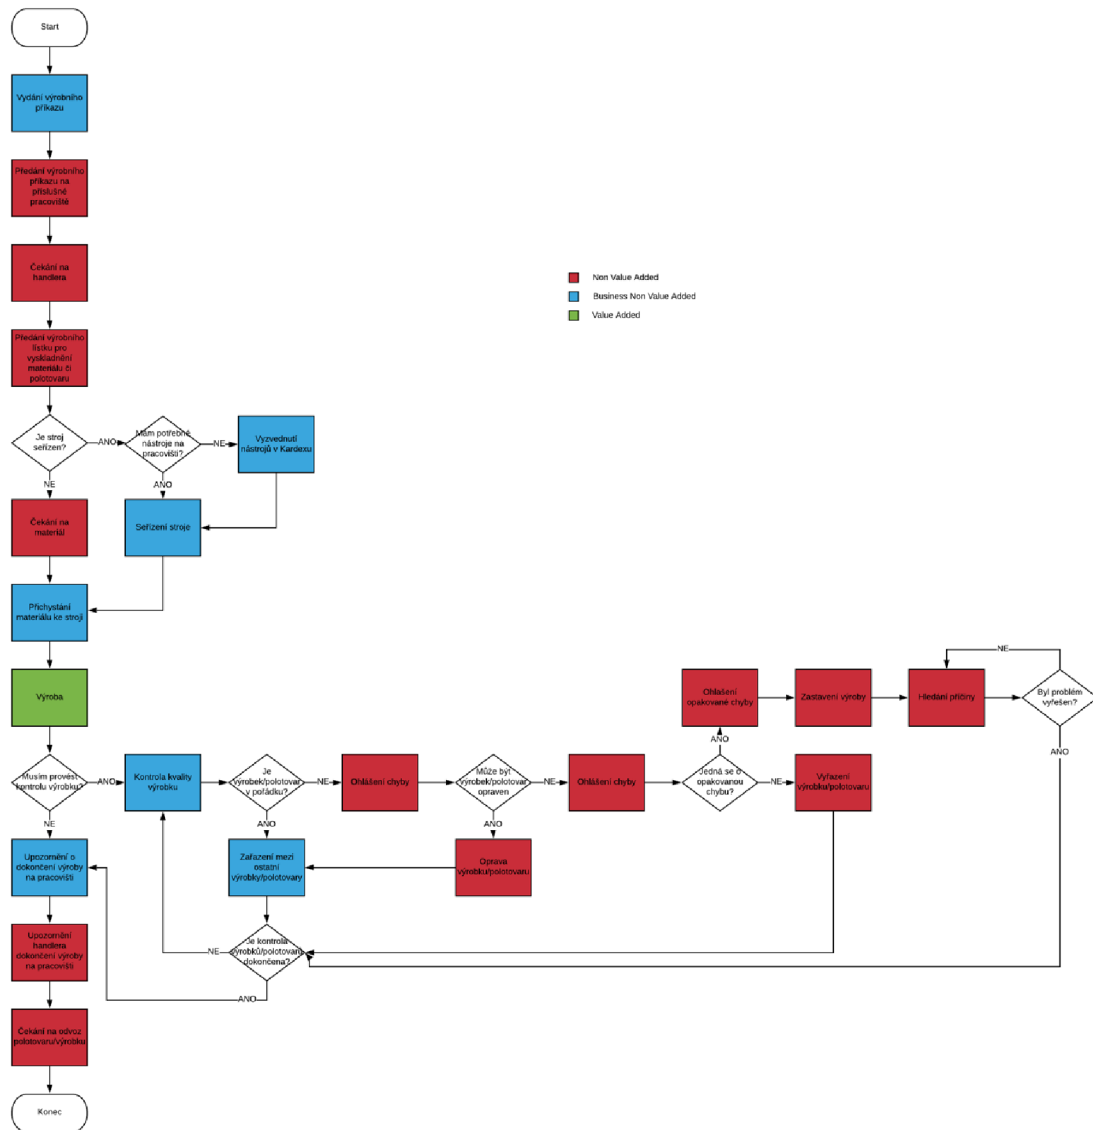 Start
Vydání výrobního
příkazu
Předání výrobního
příkazu na
příslušné
pracoviště
Čekání na
handlera
Non Value Added
Business Non Value Added
Value Added
Předání výrobního
lístku pro
vyskladnění
materiálu či
polotovaru
Je stroj
seřízen?
ANO
Mám potřebné
nástroje na
pracovišti?
NE
Vyzvednutí
nástrojů v Kardexu
NE
ANO
Čekání na
materiál
Seřízení stroje
Přichystání
materiálu ke stroji
Výroba
Ohlašení
opakované chyby
Zastavení výroby
Hledání příčiny
NE
Byl problém
vyřešen?
ANO
ANO
Musím provést
kontrolu výrobku?
ANO
Kontrola kvality
výrobku
Je
výrobek/polotovar
v pořádku?
NE
Ohlášení chyby
Může být
výrobek/polotovar
opraven
NE
Ohlášení chyby
Jedná se o
opakovanou
chybu?
NE
Vyřazení
výrobku/polotovaru
NE
ANO
ANO
Upozornění o
dokončení výroby
na pracovišti
Zařazení mezi
ostatní
výrobky/polotovary
Oprava
výrobku/polotovaru
Upozornění
handlera
dokončení výroby
na pracovišti
NE
Je kontrola
výrobků/polotovarů
dokončena?
ANO
Čekání na odvoz
polotovaru/výrobku
Konec